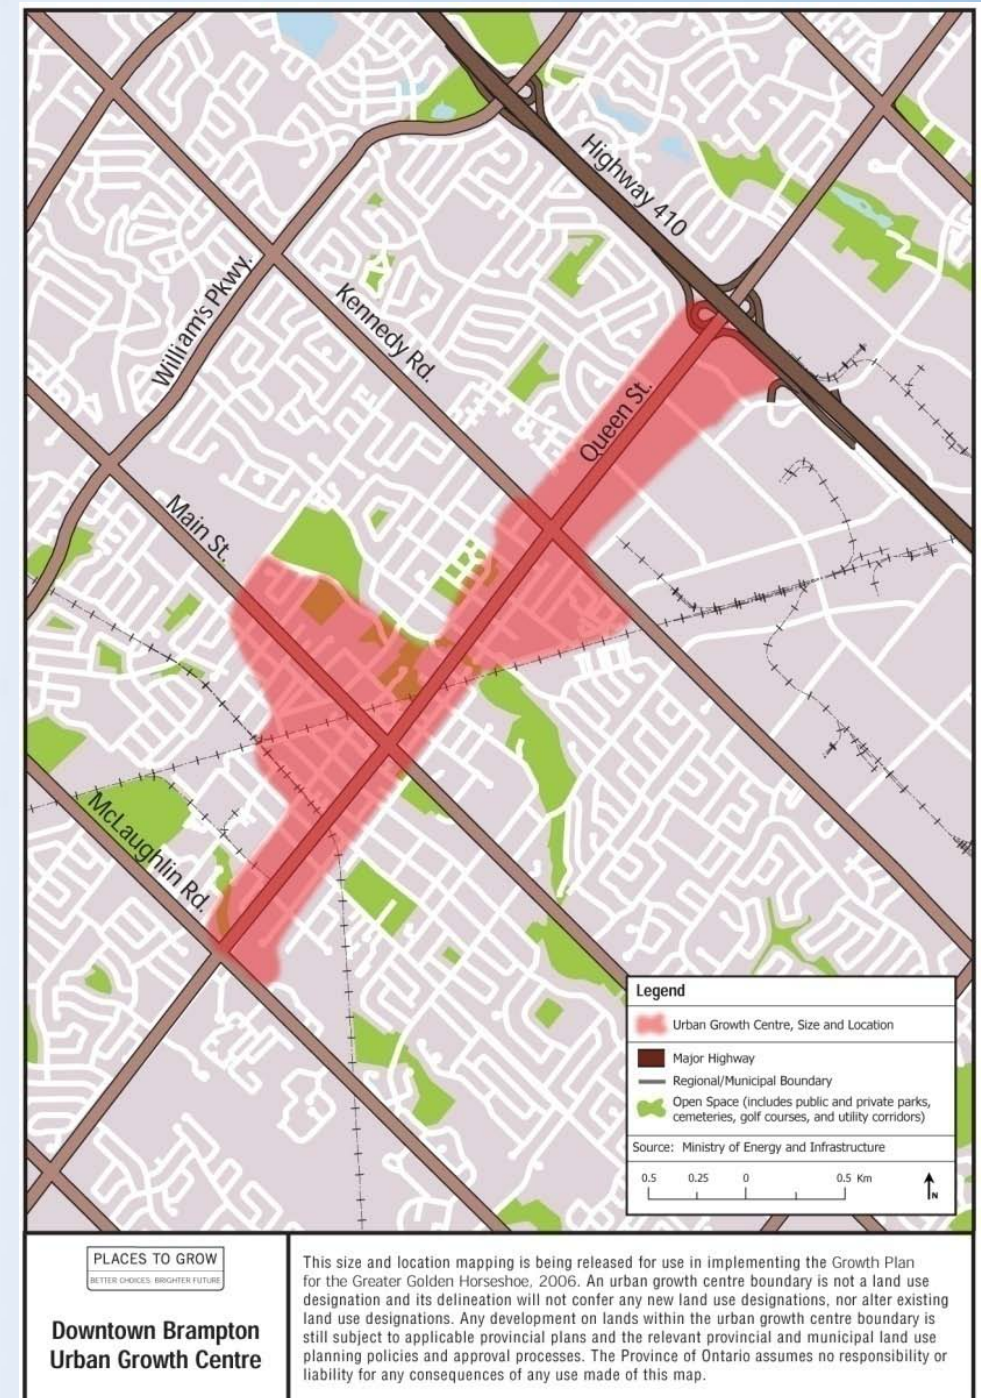 Highway 410
William's Pkwy.
Kennedy Rd.
Queen St.
Main St.
McLaughlin Rd.
Legend
Urban Growth Centre, Size and Location
Major Highway
Regional/Municipal Boundary
Open Space (includes public and private parks,
cemeteries, golf courses, and utility corridors)
Source: Ministry of Energy and Infrastructure
0.5 0.25 0 0.5 Km
N
PLACES TO GROW
BETTER CHOICES. BRIGHTER FUTURE
Downtown Brampton
Urban Growth Centre
This size and location mapping is being released for use in implementing the Growth Plan
for the Greater Golden Horseshoe, 2006. An urban growth centre boundary is not a land use
designation and its delineation will not confer any new land use designations, nor alter existing
land use designations. Any development on lands within the urban growth centre boundary is
still subject to applicable provincial plans and the relevant provincial and municipal land use
planning policies and approval processes. The Province of Ontario assumes no responsibility or
liability for any consequences of any use made of this map.